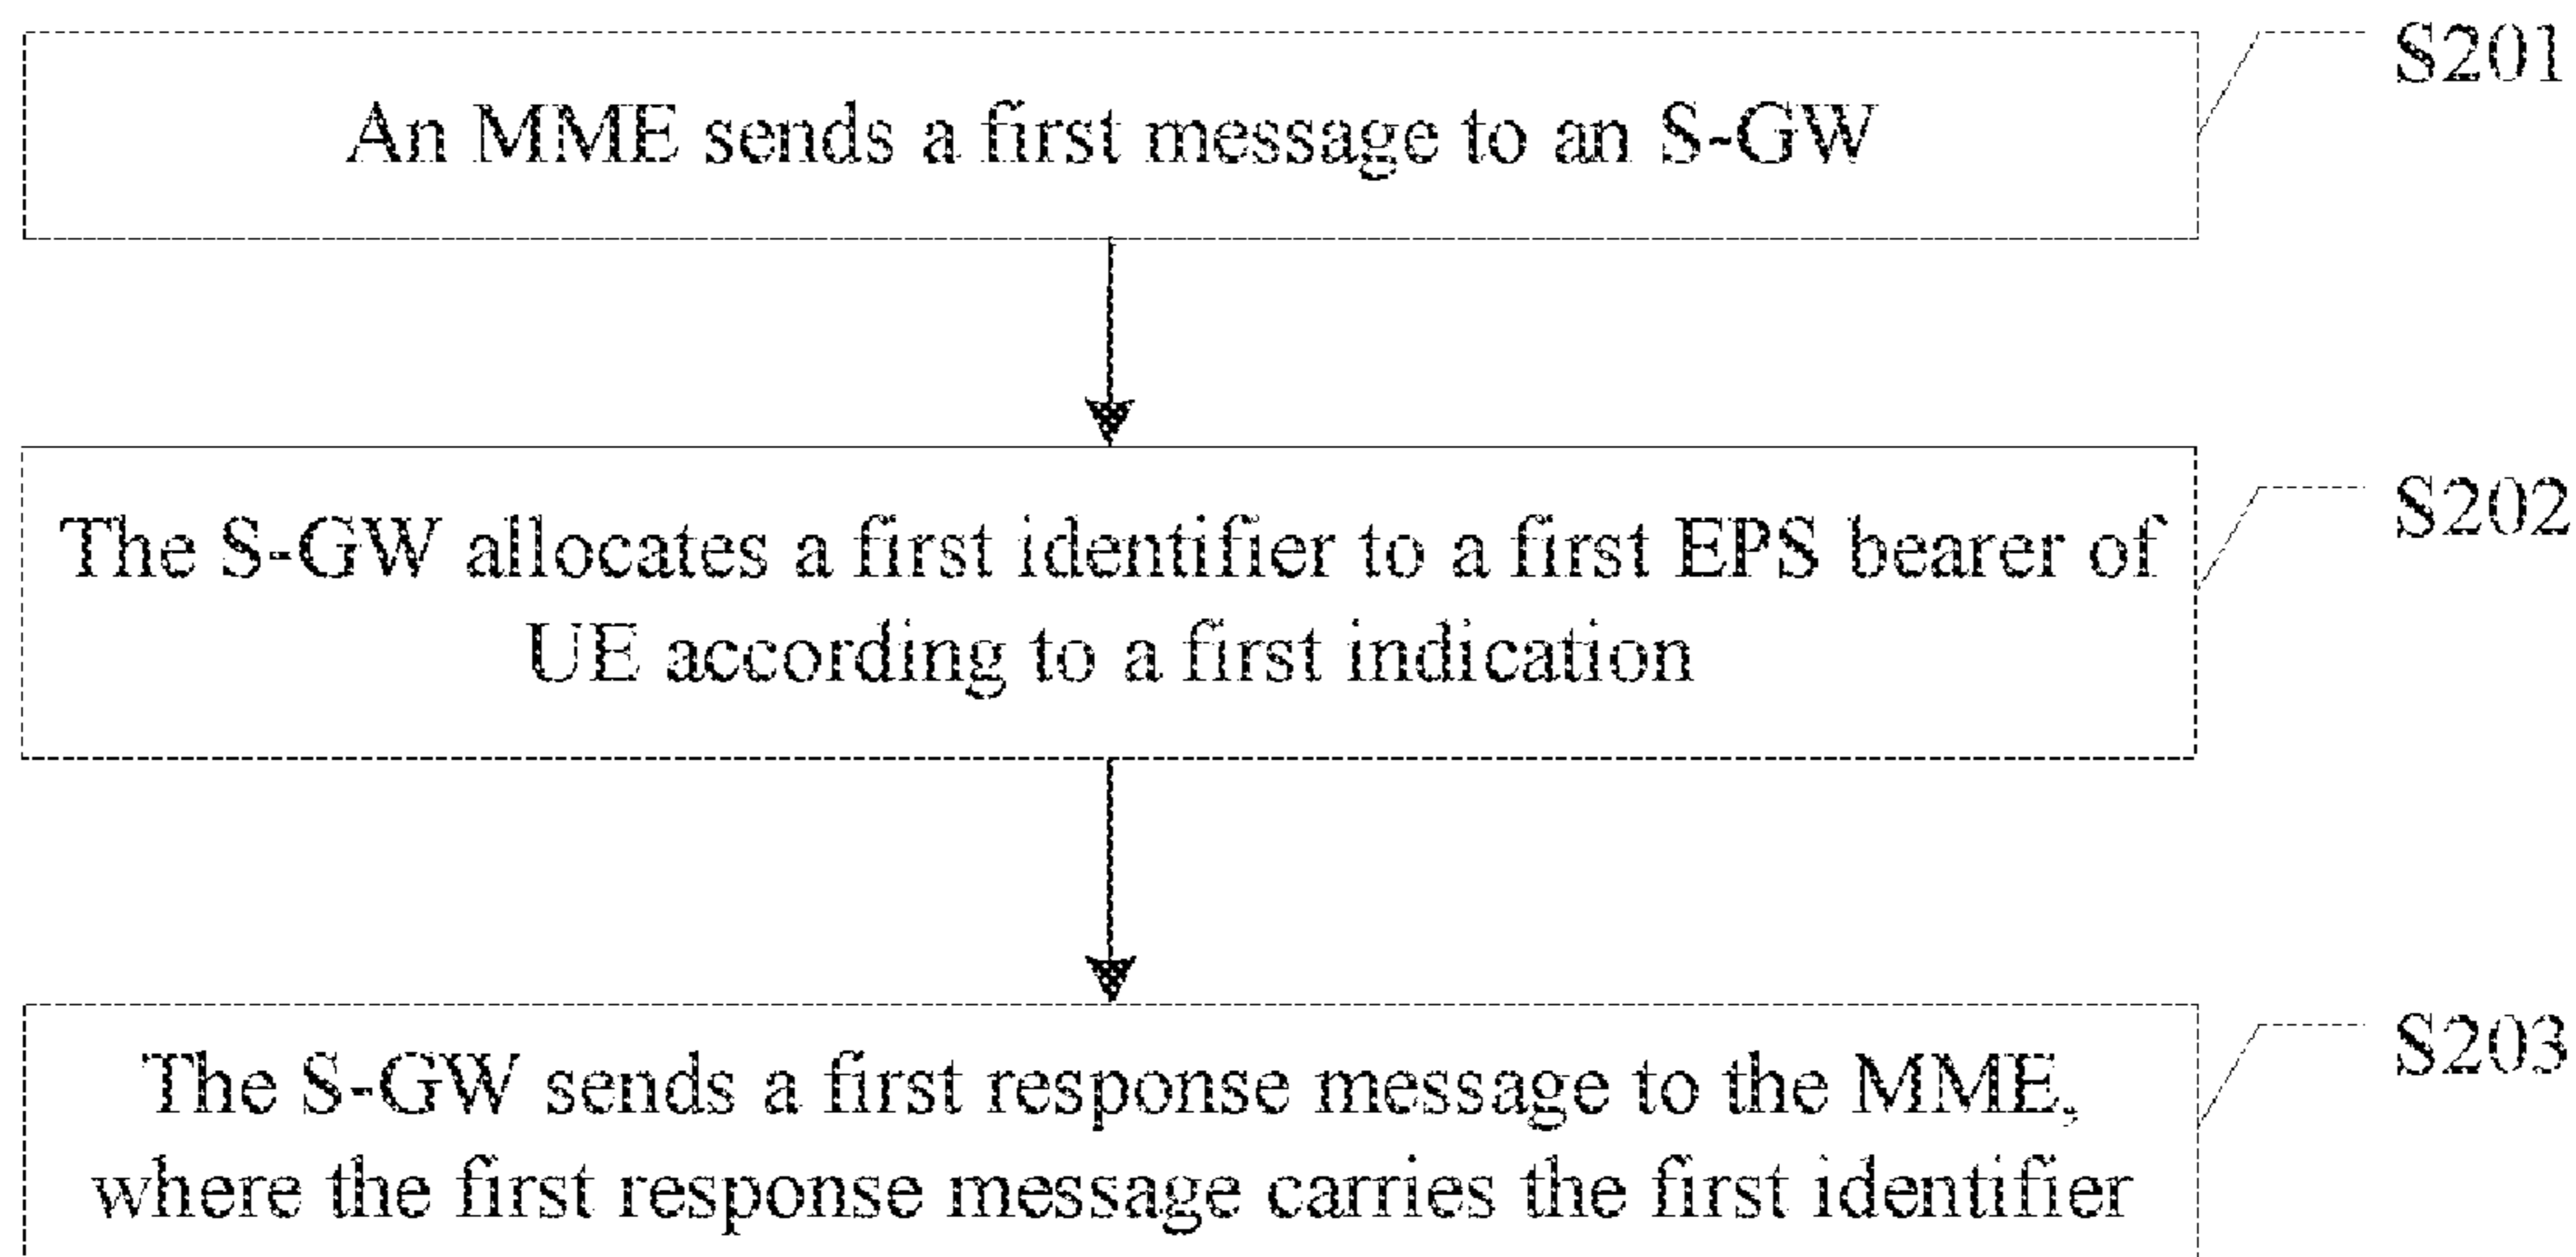 An MME sends a first message to an S-GW
S201
The S-GW allocates a first identifier to a first EPS bearer of
UE according to a first indication
S202
The S-GW sends a first response message to the MME,
where the first response message carries the first identifier
S203